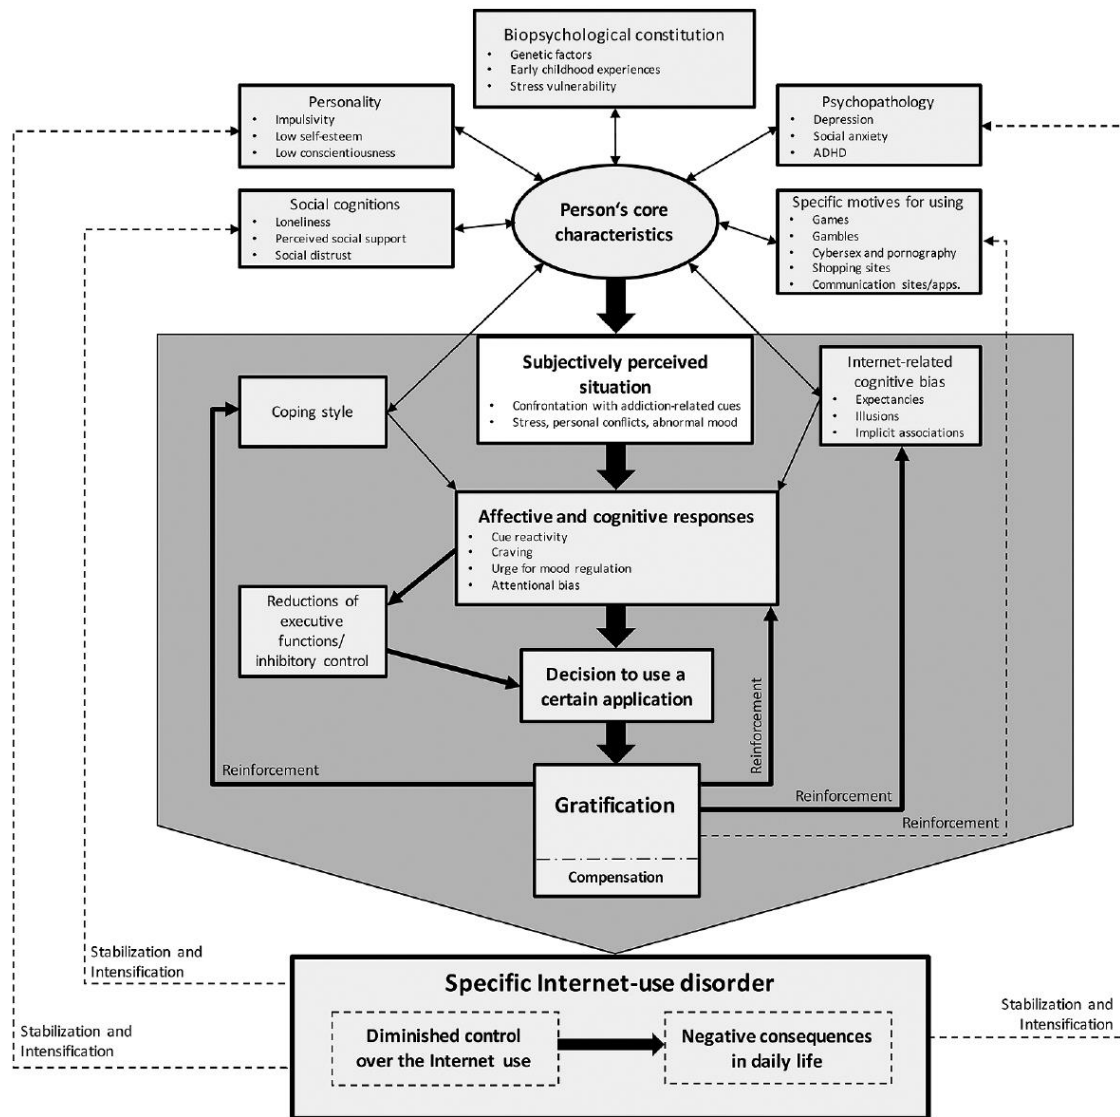 Biopsychological constitution
• Genetic factors
• Early childhood experiences
• Stress vulnerability
Personality
• Impulsivity
• Low self-esteem
• Low conscientiousness
Psychopathology
• Depression
• Social anxiety
• ADHD
Social cognitions
• Loneliness
• Perceived social support
• Social distrust
Person‘s core
characteristics
Specific motives for using
• Games
• Gambles
• Cybersex and pornography
• Shopping sites
• Communication sites/apps.
Subjectively perceived
situation
• Confrontation with addiction-related cues
• Stress, personal conflicts, abnormal mood
Coping style
Internet-related
cognitive bias
• Expectancies
• Illusions
• Implicit associations
Affective and cognitive responses
• Cue reactivity
• Craving
• Urge for mood regulation
• Attentional bias
Reductions of
executive
functions/
inhibitory control
Decision to use a
certain application
Reinforcement
Reinforcement
Gratification
Reinforcement
Reinforcement
Compensation
Stabilization and
Intensification
Specific Internet-use disorder
Stabilization and
Intensification
Stabilization and
Intensification
Diminished control
over the Internet use
Negative consequences
in daily life